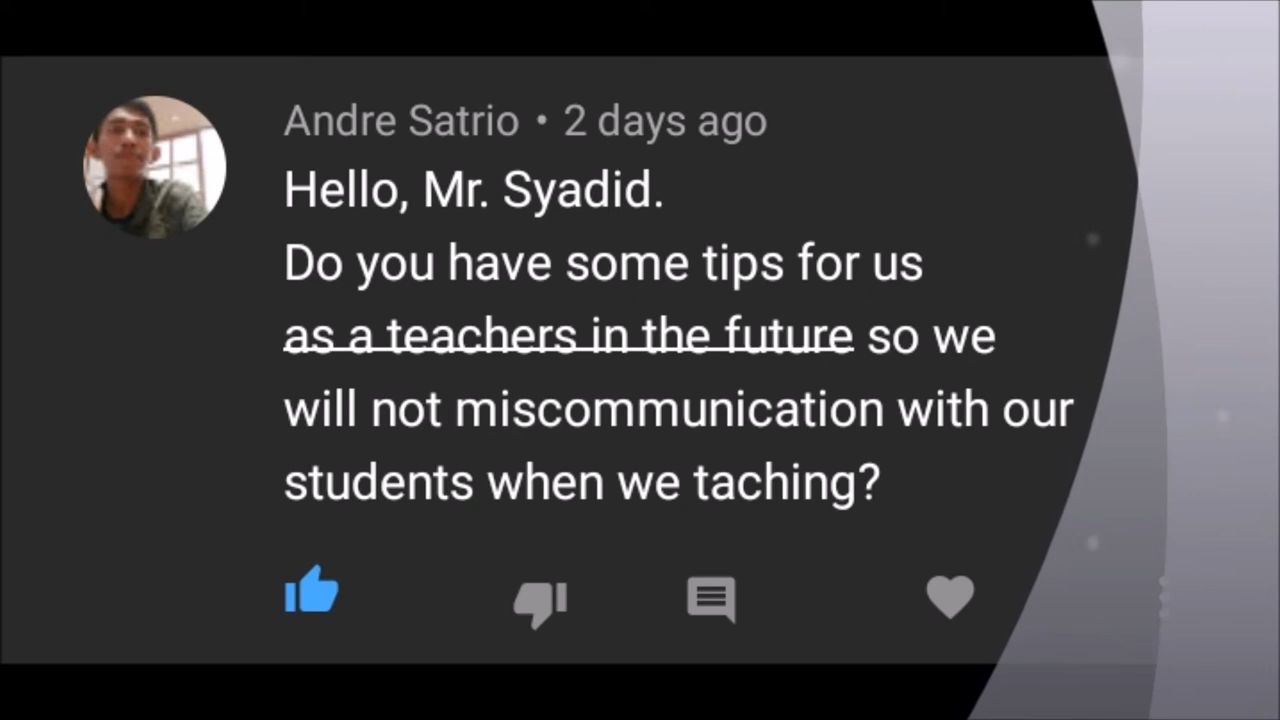 Andre Satrio • 2 days ago
Hello, Mr. Syadid.
Do you have some tips for us
as a teachers in the future so we
will not miscommunication with our
students when we taching?